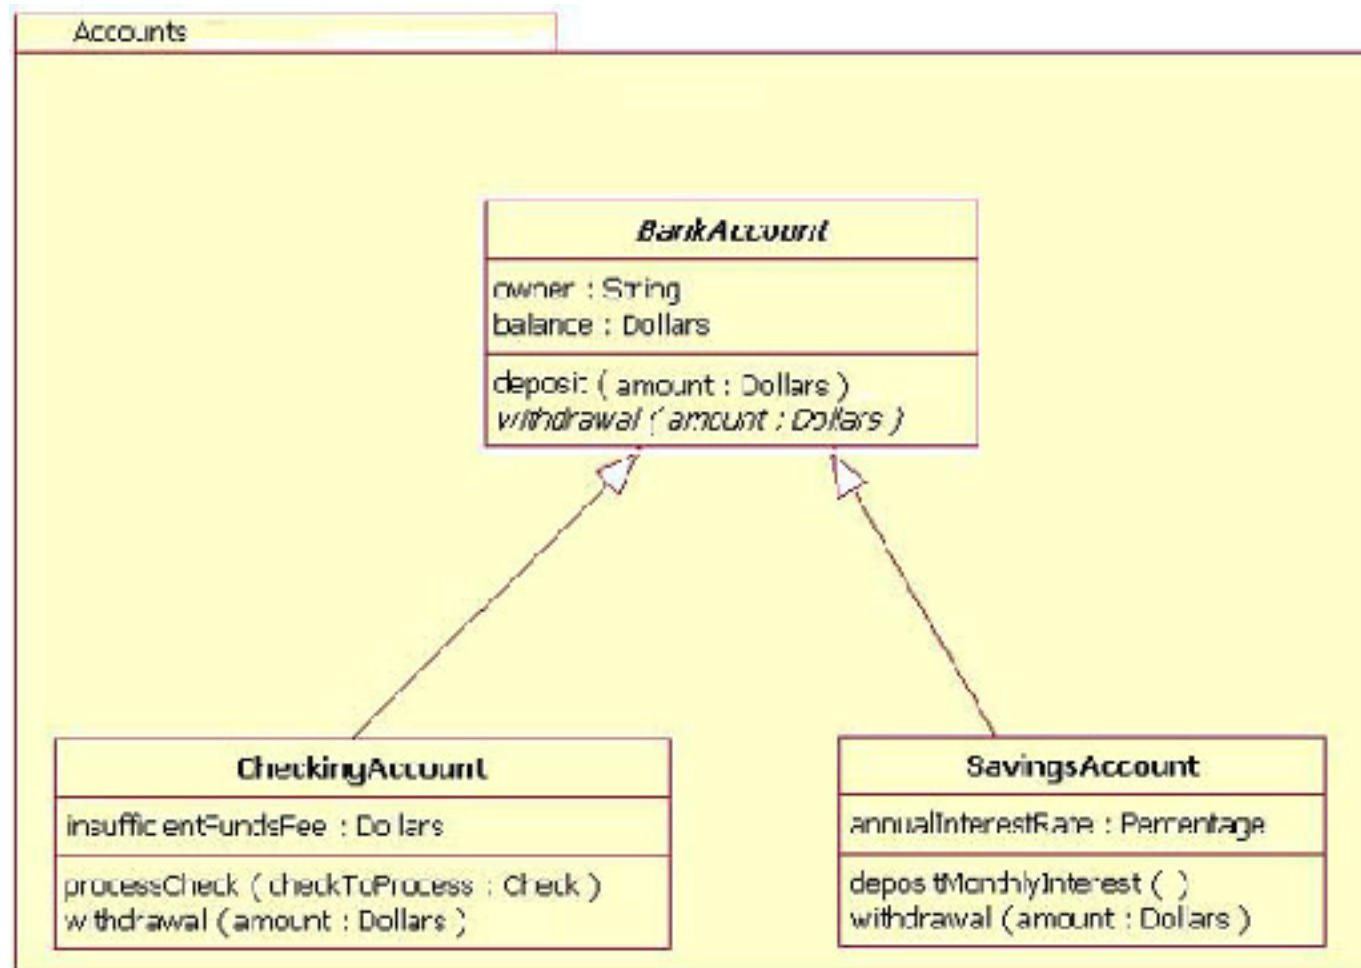 Accounts
BankAccount
owner : String
balance : Dollars
deposit ( amount : Dollars )
withdrawal ( amount : Dollars )
CheckingAccount
insufficientFundsFee : Dollars
processCheck ( checkToProcess : Check )
withdrawal ( amount : Dollars )
SavingsAccount
annualInterestRate : Percentage
depositMonthlyInterest ( )
withdrawal ( amount : Dollars )